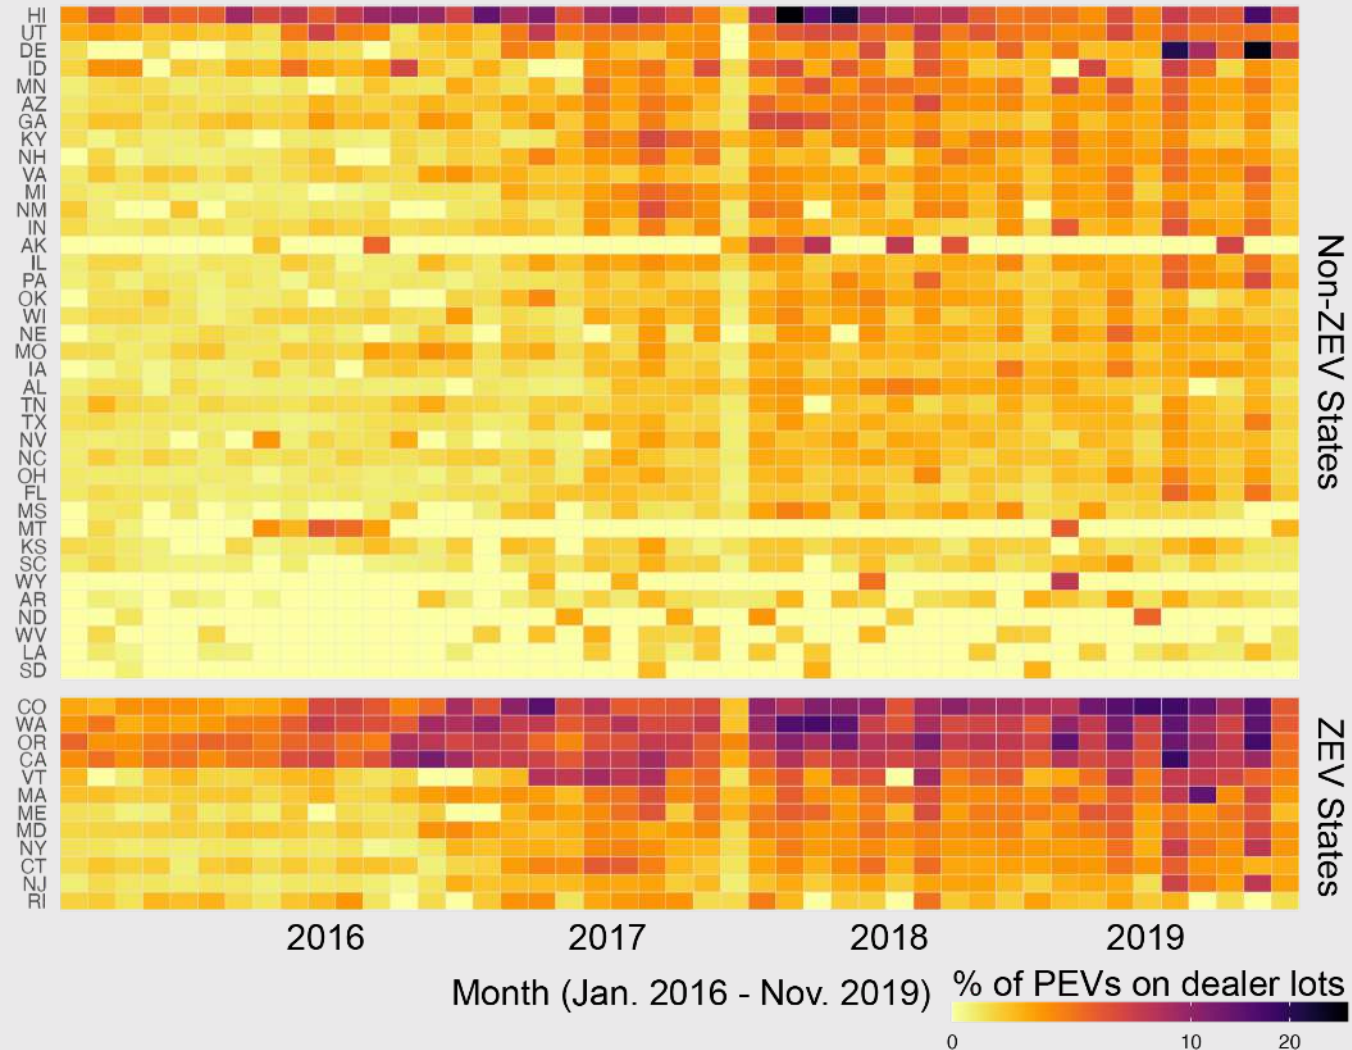 HI
UT
DE
ID
MN
AZ
GA
KY
NH
VA
MI
NM
IN
AK
IL
PA
OK
WI
NE
MO
IA
AL
TN
TX
NV
NC
OH
FL
MS
MT
KS
SC
WY
AR
ND
WV
LA
SD
Non-ZEV States
CO
WA
OR
CA
VT
MA
ME
MD
NY
CT
NJ
RI
ZEV States
2016 2017 2018 2019
Month (Jan. 2016 - Nov. 2019)
% of PEVs on dealer lots
0 10 20